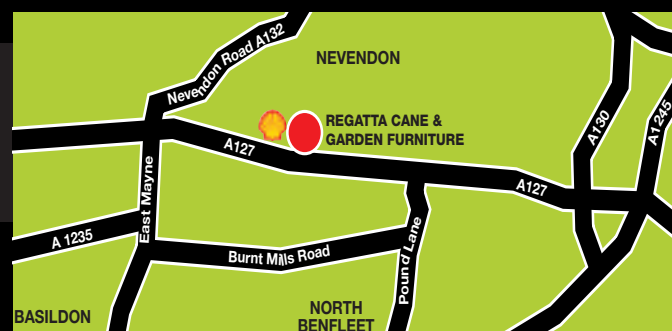 Nevendon Road A132
NEVENDON
REGATTA CANE &
GARDEN FURNITURE
A127
A130
A1245
A127
East Mayne
A 1235
Burnt Mills Road
Pound Lane
BASILDON
NORTH
BENFLEET